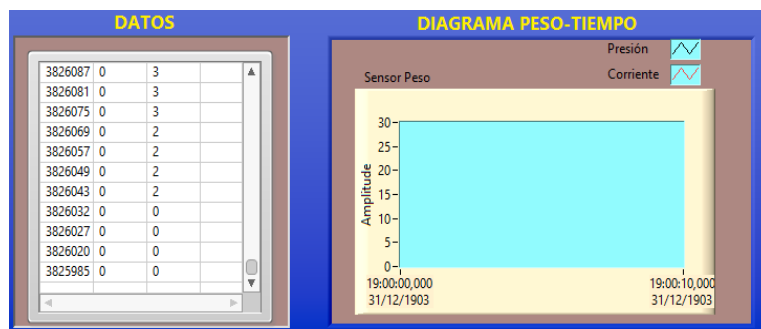 DATOS
3826087 0 3
3826081 0 3
3826075 0 3
3826069 0 2
3826057 0 2
3826049 0 2
3826043 0 2
3826032 0 0
3826027 0 0
3826020 0 0
3825985 0 0
DIAGRAMA PESO-TIEMPO
Presión
Sensor Peso
Corriente
30
25
20
15
10
5
0
Amplitude
19:00:00,000 19:00:10,000
31/12/1903 31/12/1903